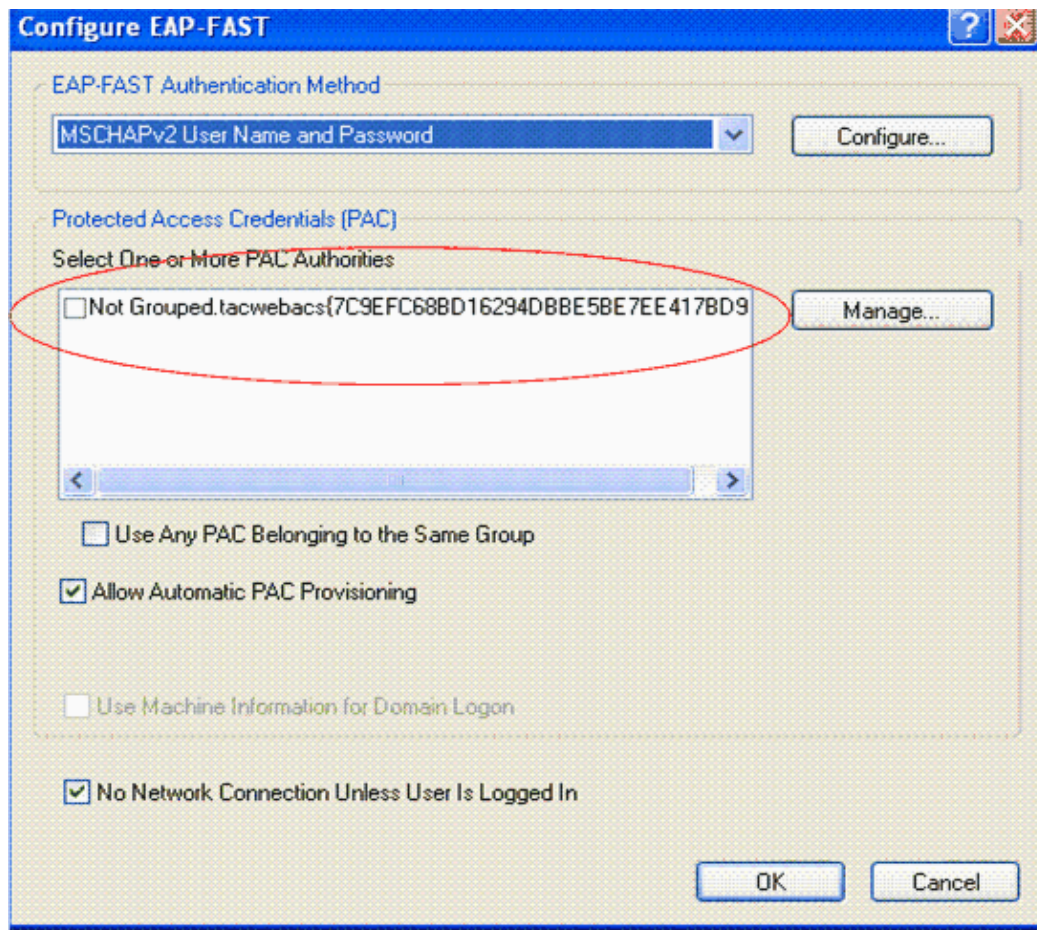 Configure EAP-FAST
EAP-FAST Authentication Method
MSCHAPv2 User Name and Password
Configure...
Protected Access Credentials (PAC)
Select One or More PAC Authorities
Not Grouped.tacwebacs{7C9EFC68BD16294DBBE5BE7EE417BD9
Manage...
Use Any PAC Belonging to the Same Group
Allow Automatic PAC Provisioning
Use Machine Information for Domain Logon
No Network Connection Unless User Is Logged In
OK
Cancel